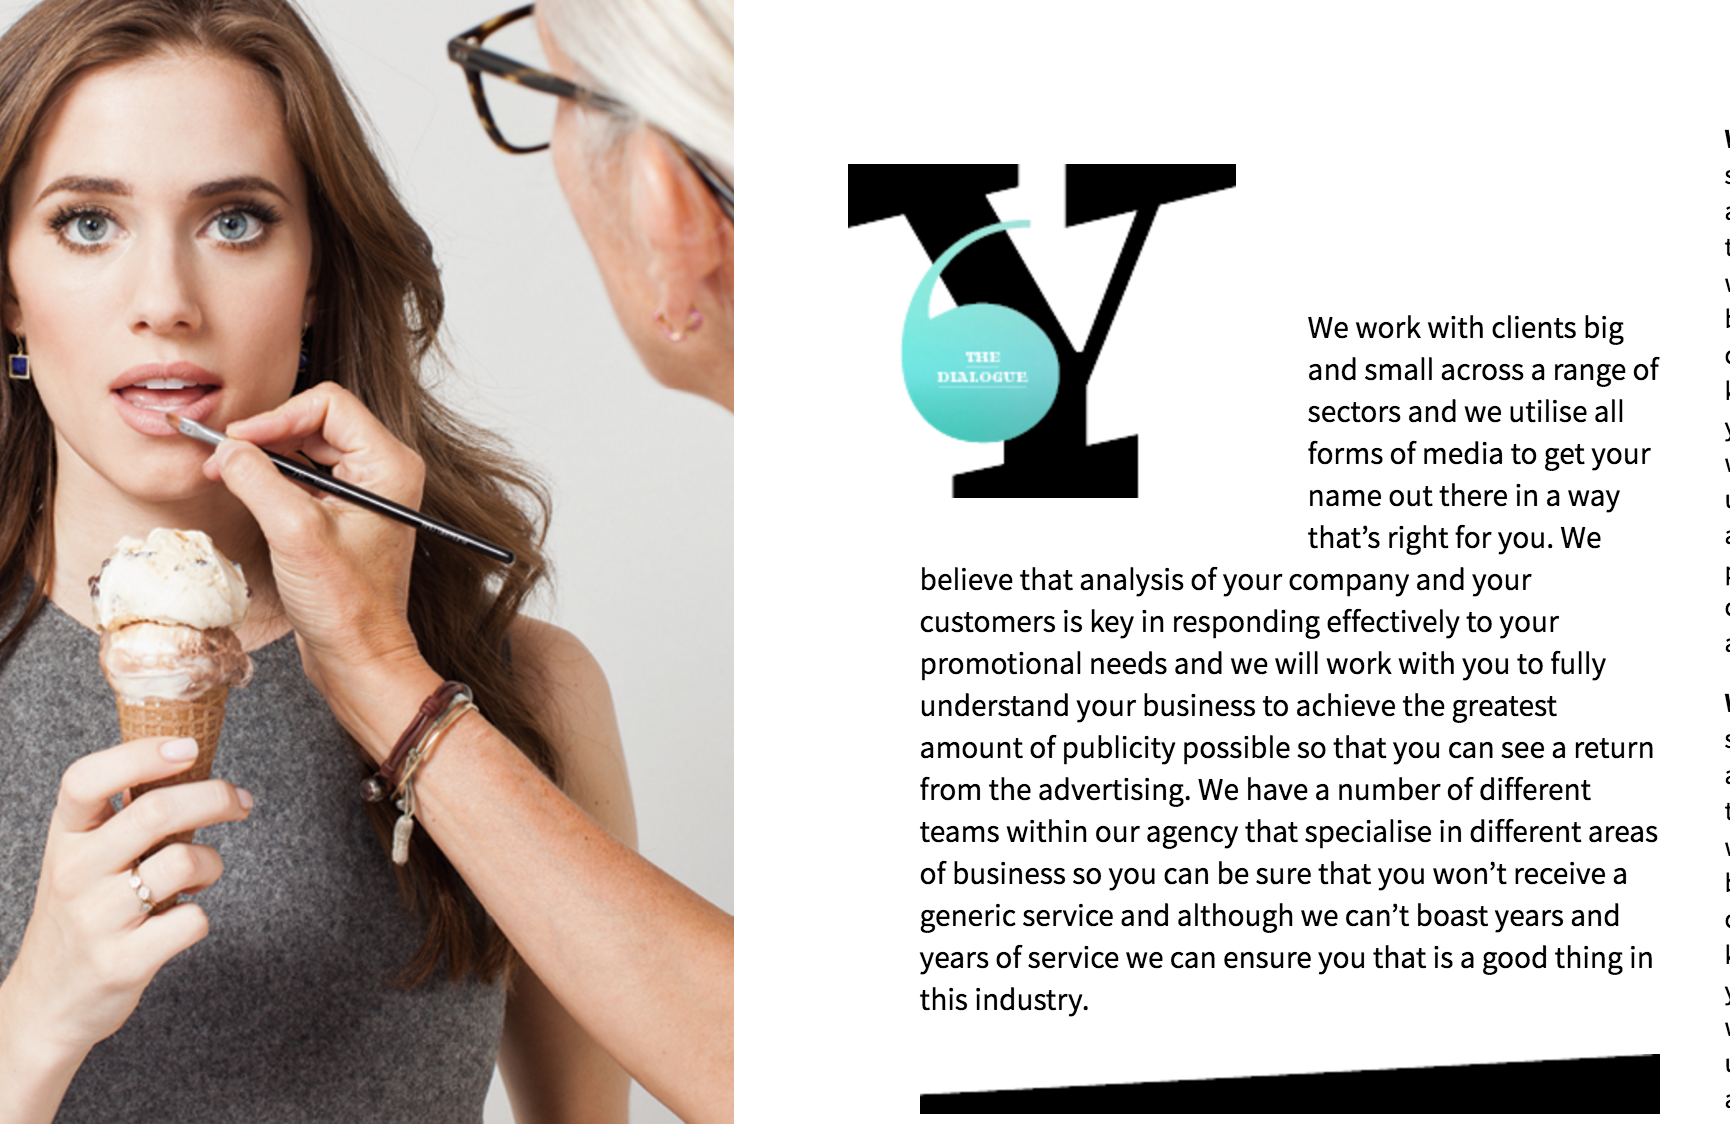 Y
THE
DIALOGUE
We work with clients big
and small across a range of
sectors and we utilise all
forms of media to get your
name out there in a way
that’s right for you. We
believe that analysis of your company and your
customers is key in responding effectively to your
promotional needs and we will work with you to fully
understand your business to achieve the greatest
amount of publicity possible so that you can see a return
from the advertising. We have a number of different
teams within our agency that specialise in different areas
of business so you can be sure that you won’t receive a
generic service and although we can’t boast years and
years of service we can ensure you that is a good thing in
this industry.